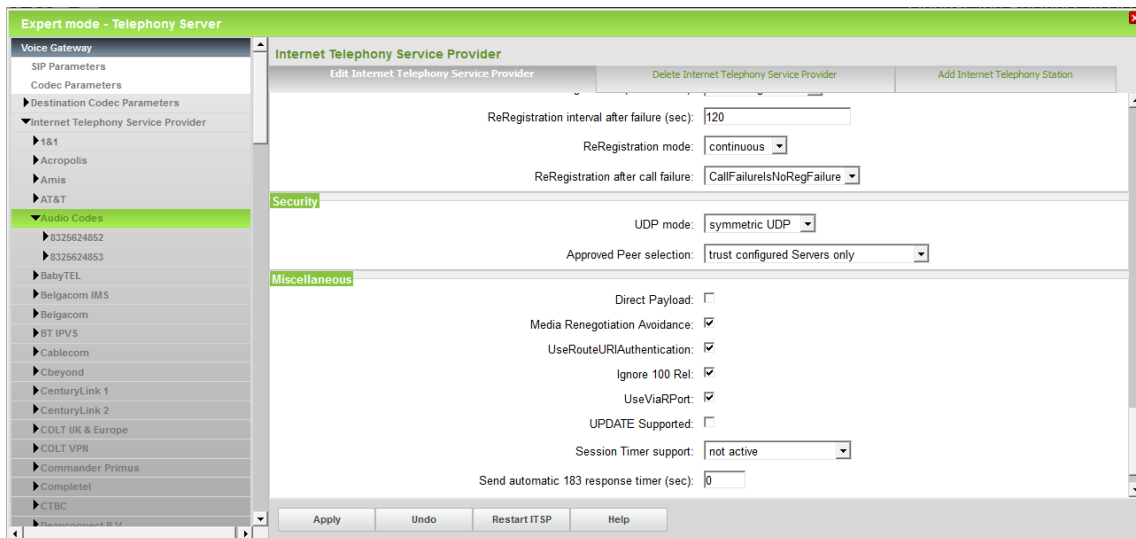 Expert mode - Telephony Server
Voice Gateway
SIP Parameters
Codec Parameters
Destination Codec Parameters
Internet Telephony Service Provider
1&1
Acropolis
Amis
AT&T
Audio Codes
8325624852
8325624853
BabyTEL
Belgacom IMS
Belgacom
BT IPVS
Cablecom
Cbeyond
CenturyLink 1
CenturyLink 2
COLT UK & Europe
COLT VPN
Commander Primus
Completel
CTBC
Internet Telephony Service Provider
Edit Internet Telephony Service Provider
Delete Internet Telephony Service Provider
Add Internet Telephony Station
ReRegistration interval after failure (sec): 120
ReRegistration mode: continuous
ReRegistration after call failure: CallFailureIsNoRegFailure
Security
UDP mode: symmetric UDP
Approved Peer selection: trust configured Servers only
Miscellaneous
Direct Payload:
Media Renegotiation Avoidance:
UseRouteURIAuthentication:
Ignore 100 Rel:
UseViaRPort:
UPDATE Supported:
Session Timer support: not active
Send automatic 183 response timer (sec): 0
Apply
Undo
Restart ITSP
Help